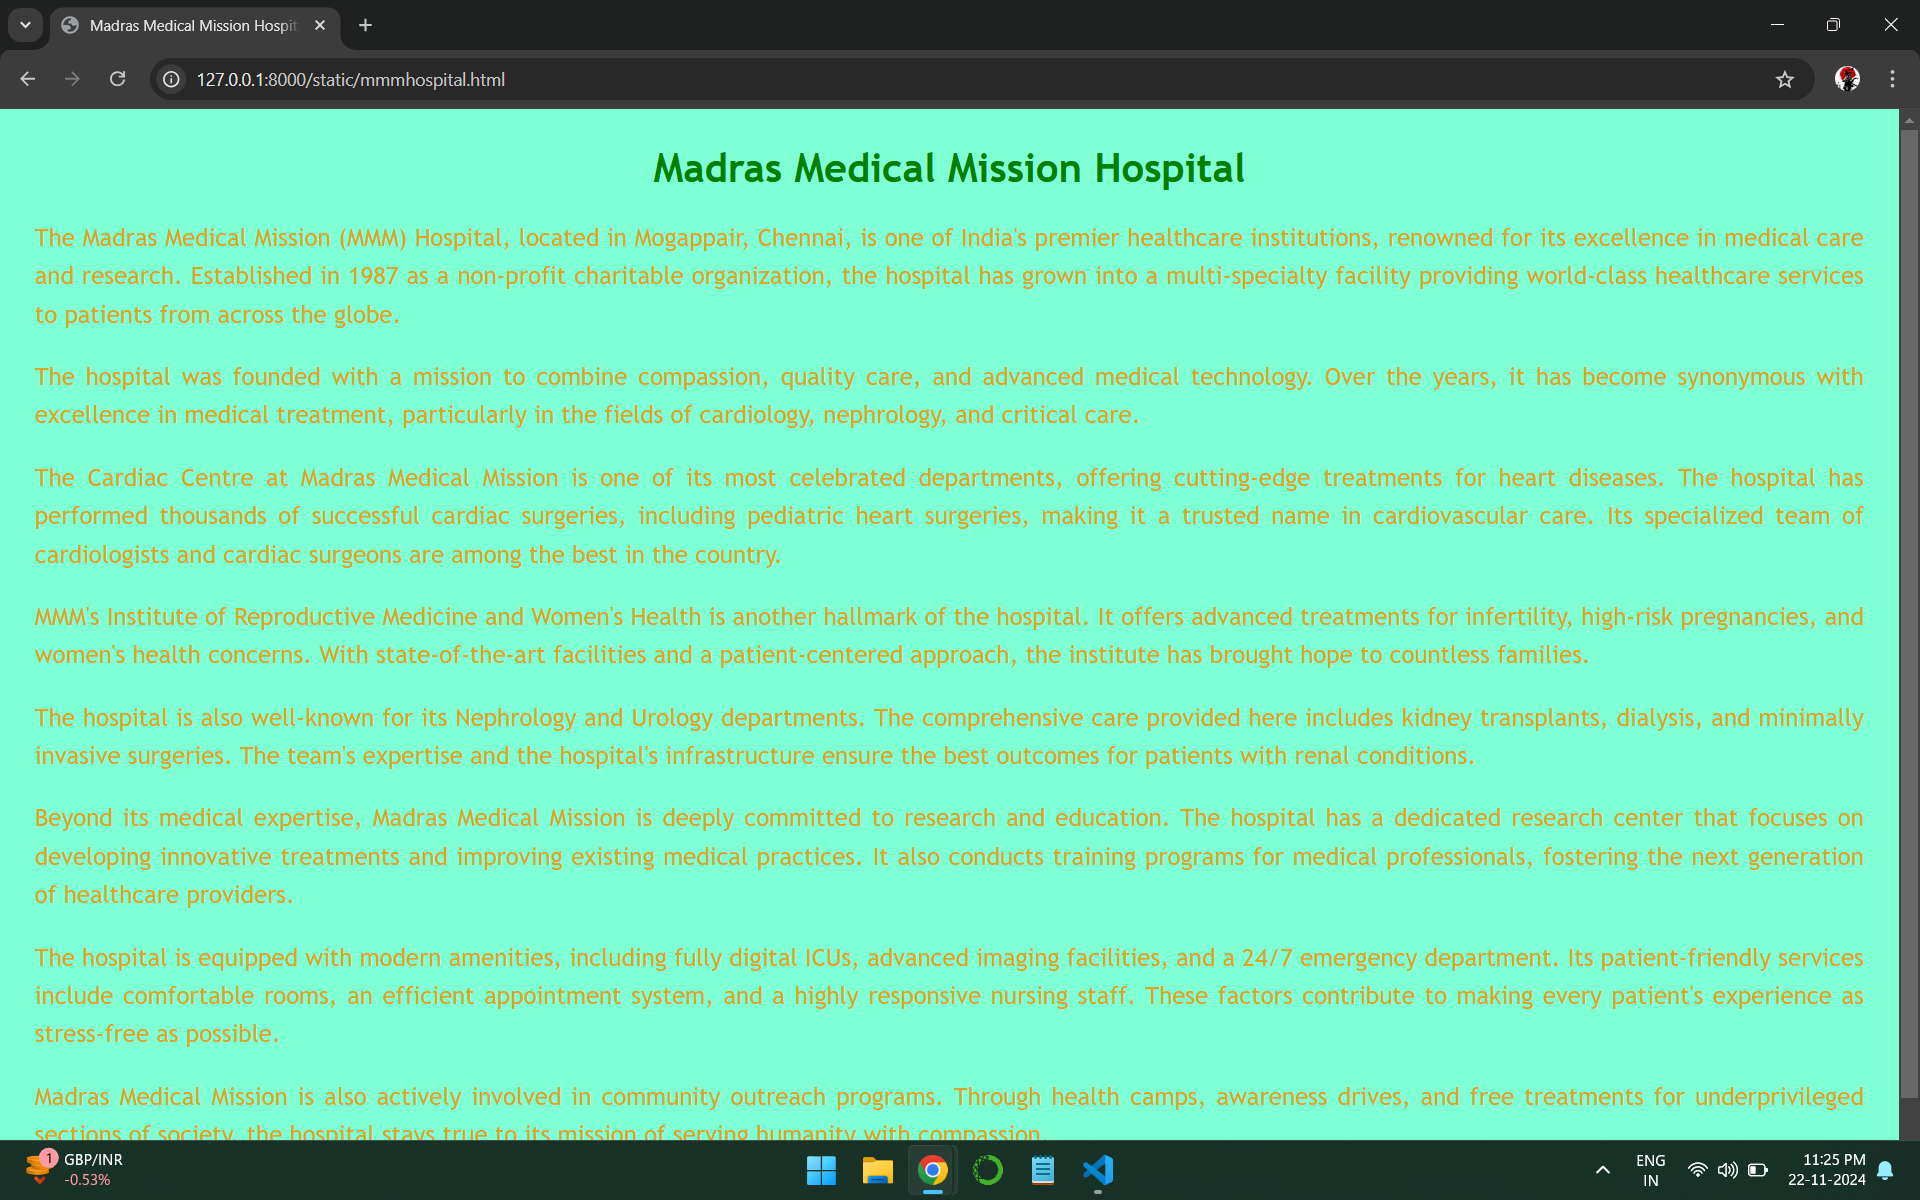 Madras Medical Mission Hospit
127.0.0.1:8000/static/mmmhospital.html
Madras Medical Mission Hospital
The Madras Medical Mission (MMM) Hospital, located in Mogappair, Chennai, is one of India's premier healthcare institutions, renowned for its excellence in medical care
and research. Established in 1987 as a non-profit charitable organization, the hospital has grown into a multi-specialty facility providing world-class healthcare services
to patients from across the globe.
The hospital was founded with a mission to combine compassion, quality care, and advanced medical technology. Over the years, it has become synonymous with
excellence in medical treatment, particularly in the fields of cardiology, nephrology, and critical care.
The Cardiac Centre at Madras Medical Mission is one of its most celebrated departments, offering cutting-edge treatments for heart diseases. The hospital has
performed thousands of successful cardiac surgeries, including pediatric heart surgeries, making it a trusted name in cardiovascular care. Its specialized team of
cardiologists and cardiac surgeons are among the best in the country.
MMM's Institute of Reproductive Medicine and Women's Health is another hallmark of the hospital. It offers advanced treatments for infertility, high-risk pregnancies, and
women's health concerns. With state-of-the-art facilities and a patient-centered approach, the institute has brought hope to countless families.
The hospital is also well-known for its Nephrology and Urology departments. The comprehensive care provided here includes kidney transplants, dialysis, and minimally
invasive surgeries. The team's expertise and the hospital's infrastructure ensure the best outcomes for patients with renal conditions.
Beyond its medical expertise, Madras Medical Mission is deeply committed to research and education. The hospital has a dedicated research center that focuses on
developing innovative treatments and improving existing medical practices. It also conducts training programs for medical professionals, fostering the next generation
of healthcare providers.
The hospital is equipped with modern amenities, including fully digital ICUs, advanced imaging facilities, and a 24/7 emergency department. Its patient-friendly services
include comfortable rooms, an efficient appointment system, and a highly responsive nursing staff. These factors contribute to making every patient's experience as
stress-free as possible.
Madras Medical Mission is also actively involved in community outreach programs. Through health camps, awareness drives, and free treatments for underprivileged
sections of society, the hospital stays true to its mission of serving humanity with compassion.
1
GBP/INR
-0.53%
ENG
IN
11:25 PM
22-11-2024